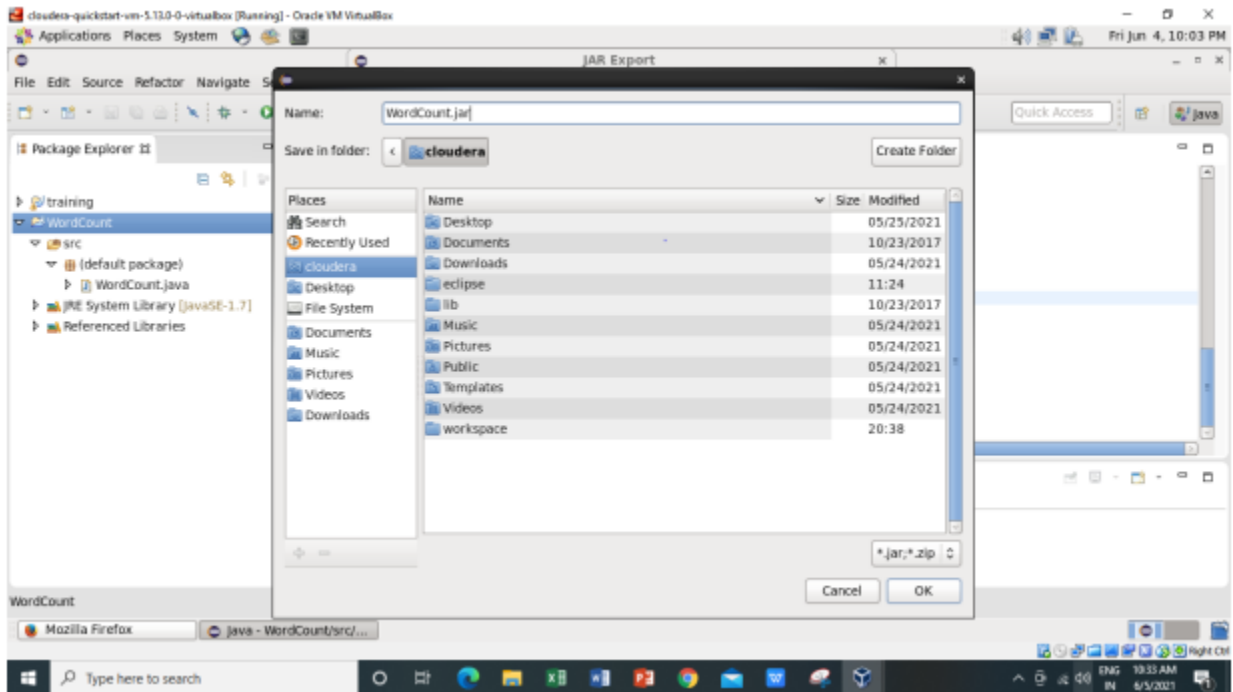 cloudera-quickstart-vm-5.13.0-0-virtualbox [Running] - Oracle VM VirtualBox
Applications Places System Fri Jun 4, 10:03 PM
JAR Export
File Edit Source Refactor Navigate
Name: WordCount.jar
Quick Access Java
Package Explorer
Save in folder: cloudera Create Folder
training
WordCount
src
(default package)
WordCount.java
JRE System Library [JavaSE-1.7]
Referenced Libraries
Places
Search
Recently Used
cloudera
Desktop
File System
Documents
Music
Pictures
Videos
Downloads
Name Size Modified
Desktop 05/25/2021
Documents 10/23/2017
Downloads 05/24/2021
eclipse 11:24
lib 10/23/2017
Music 05/24/2021
Pictures 05/24/2021
Public 05/24/2021
Templates 05/24/2021
Videos 05/24/2021
workspace 20:38
*.jar;*.zip
Cancel OK
WordCount
Mozilla Firefox Java - WordCount/src/...
Right Ctrl
Type here to search
ENG 10:33 AM
IN 6/5/2021